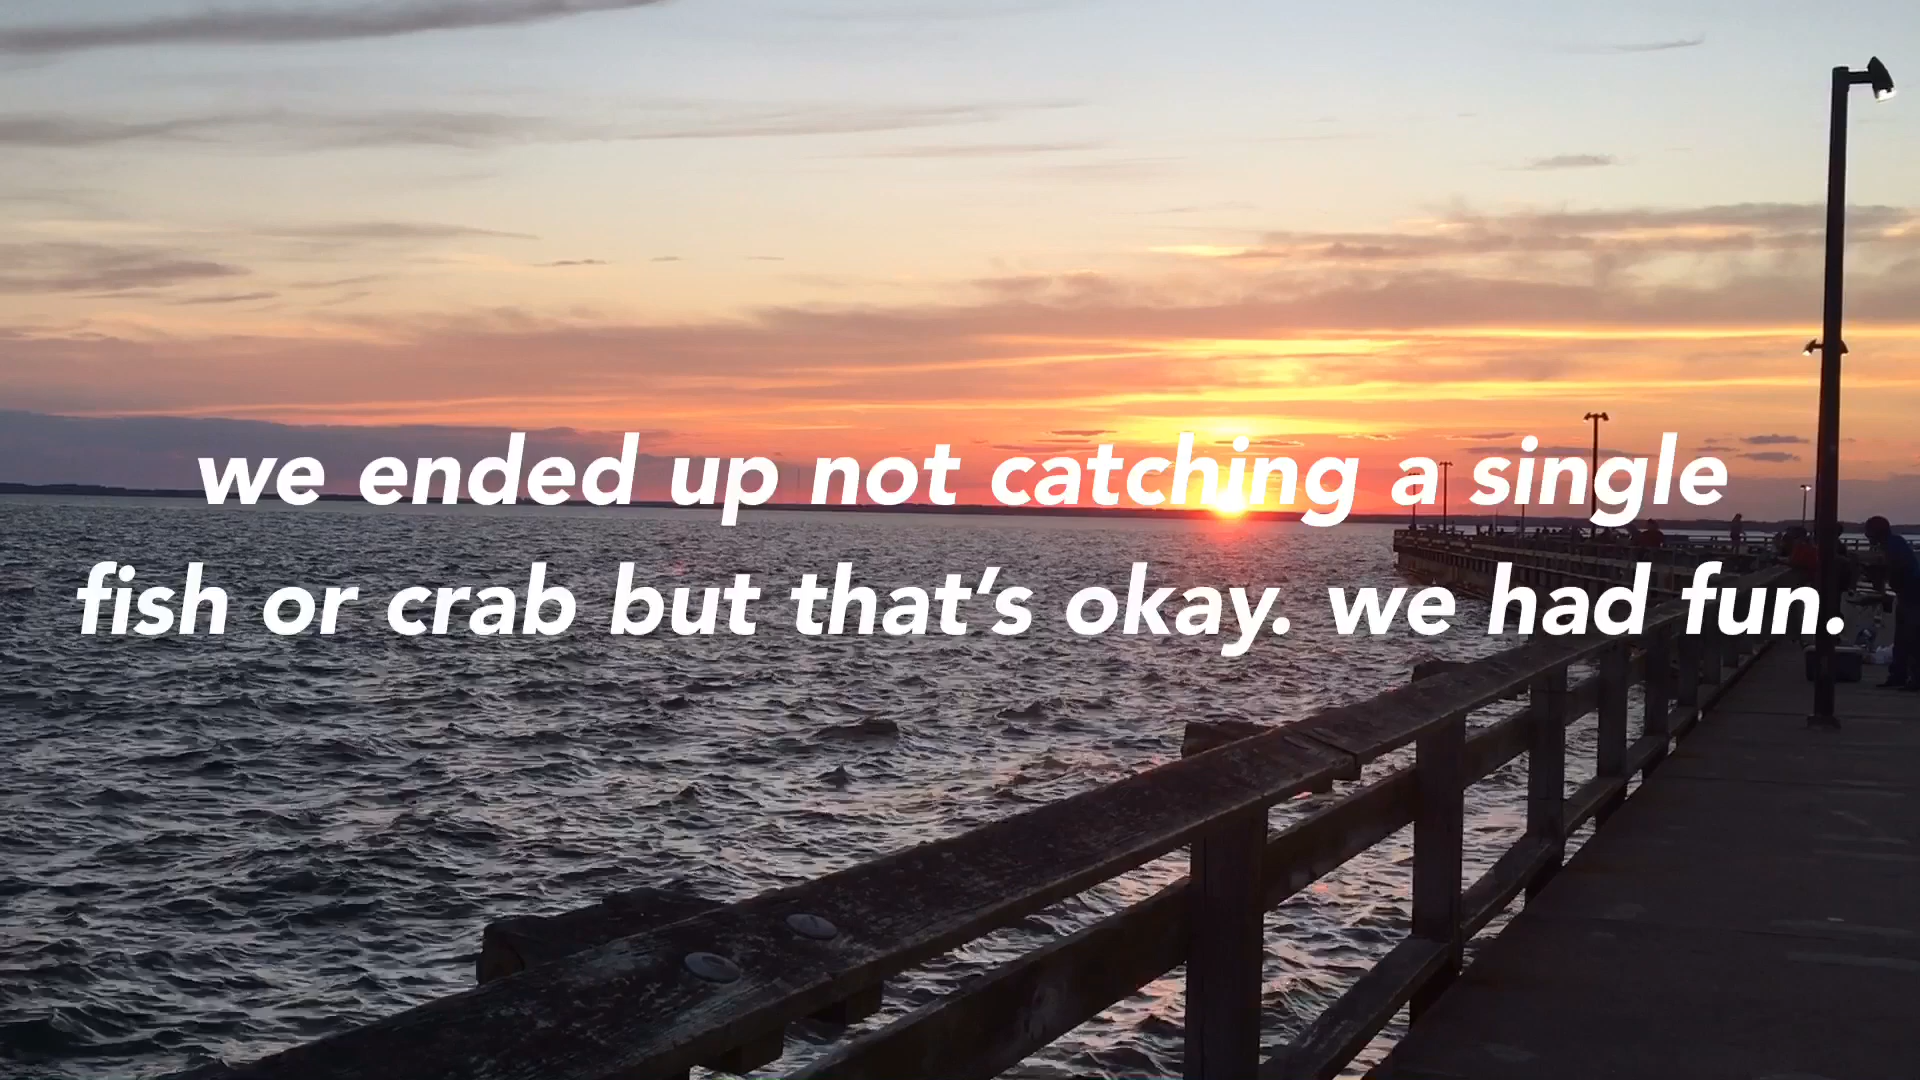 we ended up not catching a single
fish or crab but that’s okay. we had fun.